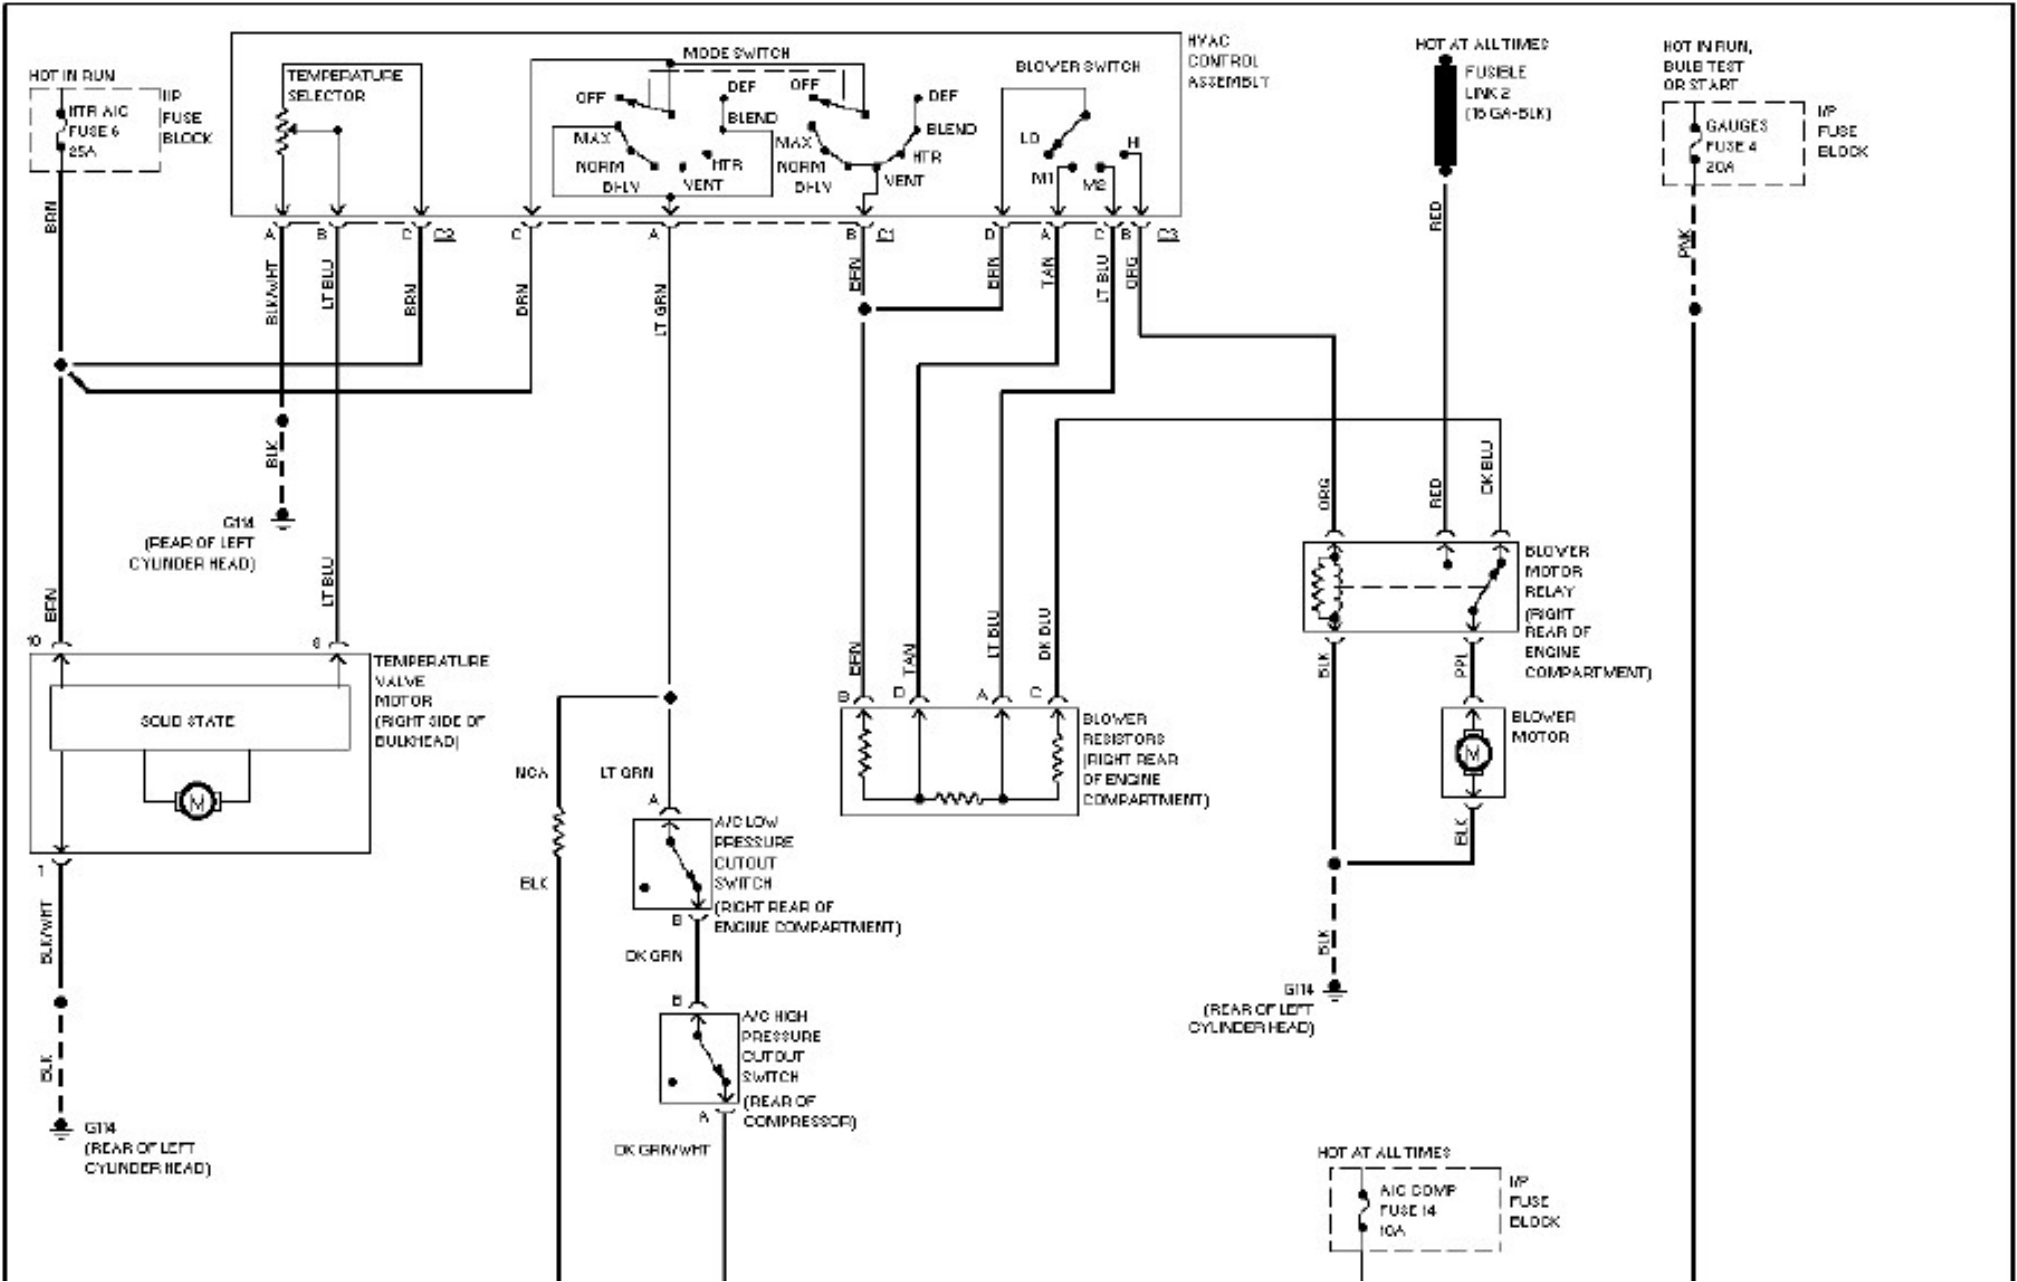 HOT IN RUN
HTR A/C
FUSE 6
25A
I/P
FUSE
BLOCK
BRN
TEMPERATURE
SELECTOR
MODE SWITCH
OFF
DEF
BLEND
MAX
NORM
BI-LV
VENT
HTR
OFF
DEF
BLEND
MAX
NORM
BI-LV
VENT
HTR
BLOWER SWITCH
LO
M1
M2
HI
HVAC
CONTROL
ASSEMBLY
HOT AT ALL TIMES
FUSIBLE
LINK 2
(16 GA-BLK)
HOT IN RUN,
BULB TEST
OR START
GAUGES
FUSE 4
20A
I/P
FUSE
BLOCK
A
B
C2
C
A
B
C1
D
A
C
B
C3
BLK/WHT
LT BLU
BRN
BRN
LT GRN
BRN
BRN
TAN
LT BLU
ORG
RED
PNK
BLK
G114
(REAR OF LEFT
CYLINDER HEAD)
LT BLU
BRN
10
TEMPERATURE
VALVE
MOTOR
(RIGHT SIDE OF
BULKHEAD)
SOLID STATE
M
1
BLK/WHT
BLK
G114
(REAR OF LEFT
CYLINDER HEAD)
NCA
BLK
LT GRN
A
A/C LOW
PRESSURE
CUTOUT
SWITCH
(RIGHT REAR OF
ENGINE COMPARTMENT)
B
DK GRN
B
A/C HIGH
PRESSURE
CUTOUT
SWITCH
(REAR OF
COMPRESSOR)
A
DK GRN/WHT
BRN
TAN
LT BLU
DK BLU
B
D
A
C
BLOWER
RESISTORS
(RIGHT REAR
OF ENGINE
COMPARTMENT)
ORG
RED
DK BLU
BLOWER
MOTOR
RELAY
(RIGHT
REAR OF
ENGINE
COMPARTMENT)
BLK
PPL
BLOWER
MOTOR
M
BLK
BLK
G114
(REAR OF LEFT
CYLINDER HEAD)
HOT AT ALL TIMES
A/C COMP
FUSE 14
10A
I/P
FUSE
BLOCK